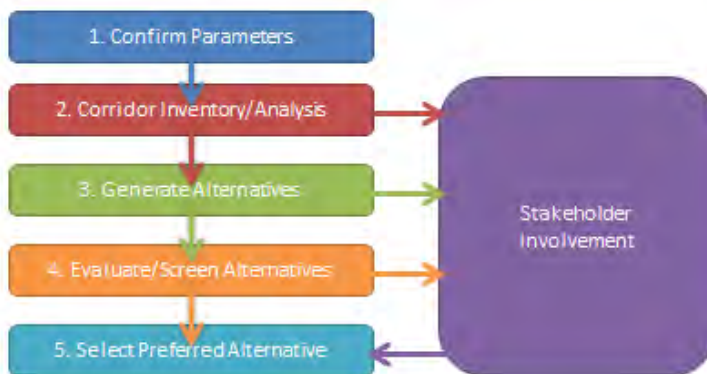 1. Confirm Parameters
2. Corridor Inventory/Analysis
3. Generate Alternatives
4. Evaluate/Screen Alternatives
5. Select Preferred Alternative
Stakeholder
Involvement